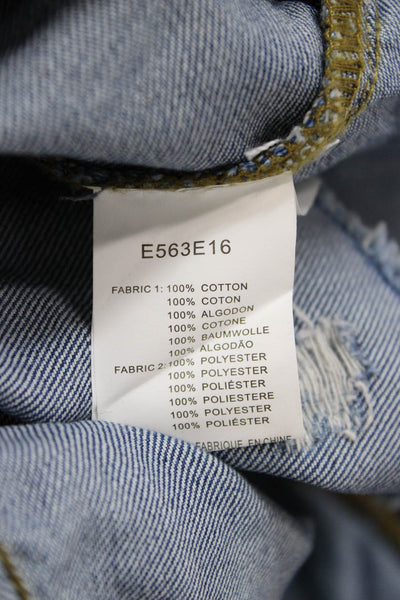 E563E16
FABRIC 1: 100% COTTON
100% COTON
100% ALGODON
100% COTONE
100% BAUMWOLLE
100% ALGODÃO
FABRIC 2: 100% POLYESTER
100% POLYESTER
100% POLIÉSTER
100% POLIESTERE
100% POLYESTER
100% POLIÉSTER
FABRIQUE EN CHINE